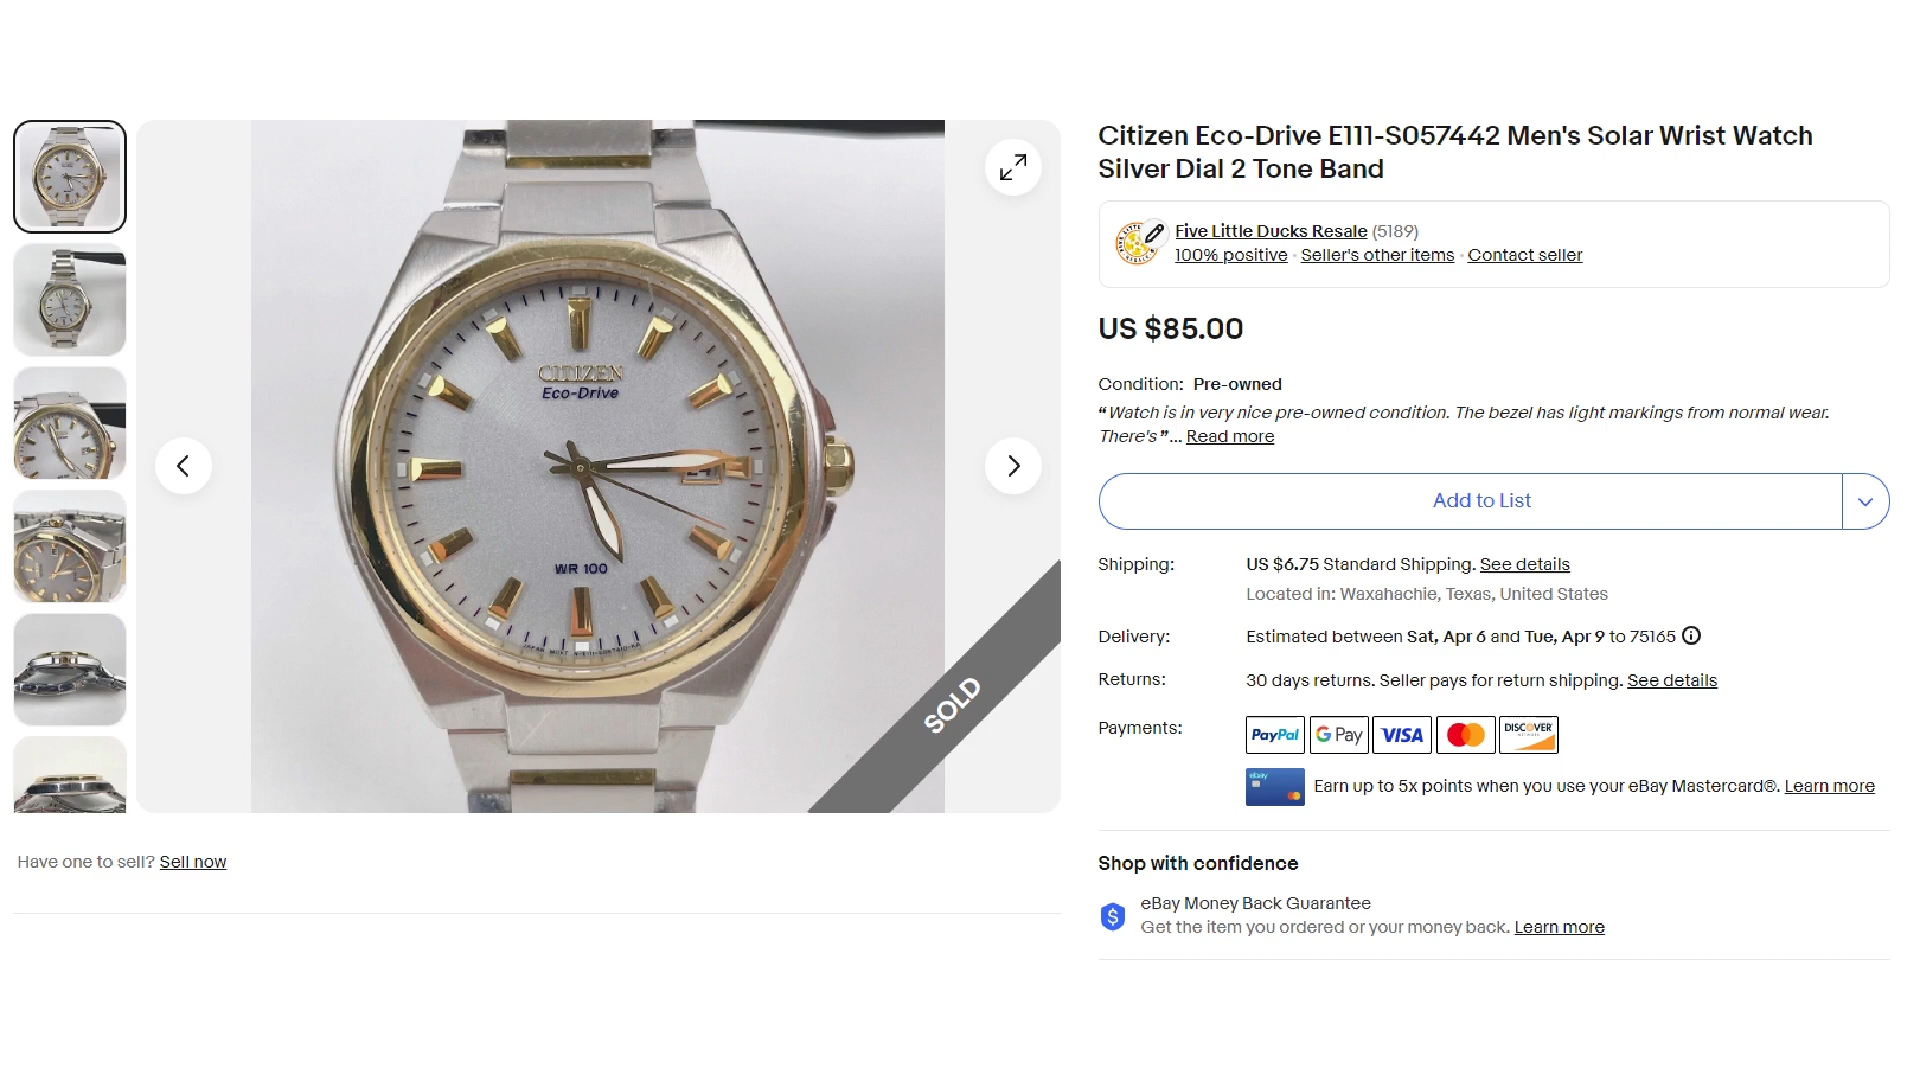 Citizen Eco-Drive E111-S057442 Men's Solar Wrist Watch
Silver Dial 2 Tone Band
Five Little Ducks Resale (5189)
100% positive · Seller's other items · Contact seller
US $85.00
Condition: Pre-owned
“Watch is in very nice pre-owned condition. The bezel has light markings from normal wear.
There's”... Read more
Add to List
Shipping: US $6.75 Standard Shipping. See details
Located in: Waxahachie, Texas, United States
Delivery: Estimated between Sat, Apr 6 and Tue, Apr 9 to 75165
Returns: 30 days returns. Seller pays for return shipping. See details
Payments: PayPal G Pay VISA DISCOVER
ebay Earn up to 5x points when you use your eBay Mastercard®. Learn more
Shop with confidence
eBay Money Back Guarantee
Get the item you ordered or your money back. Learn more
CITIZEN
Eco-Drive
WR 100
SOLD
Have one to sell? Sell now